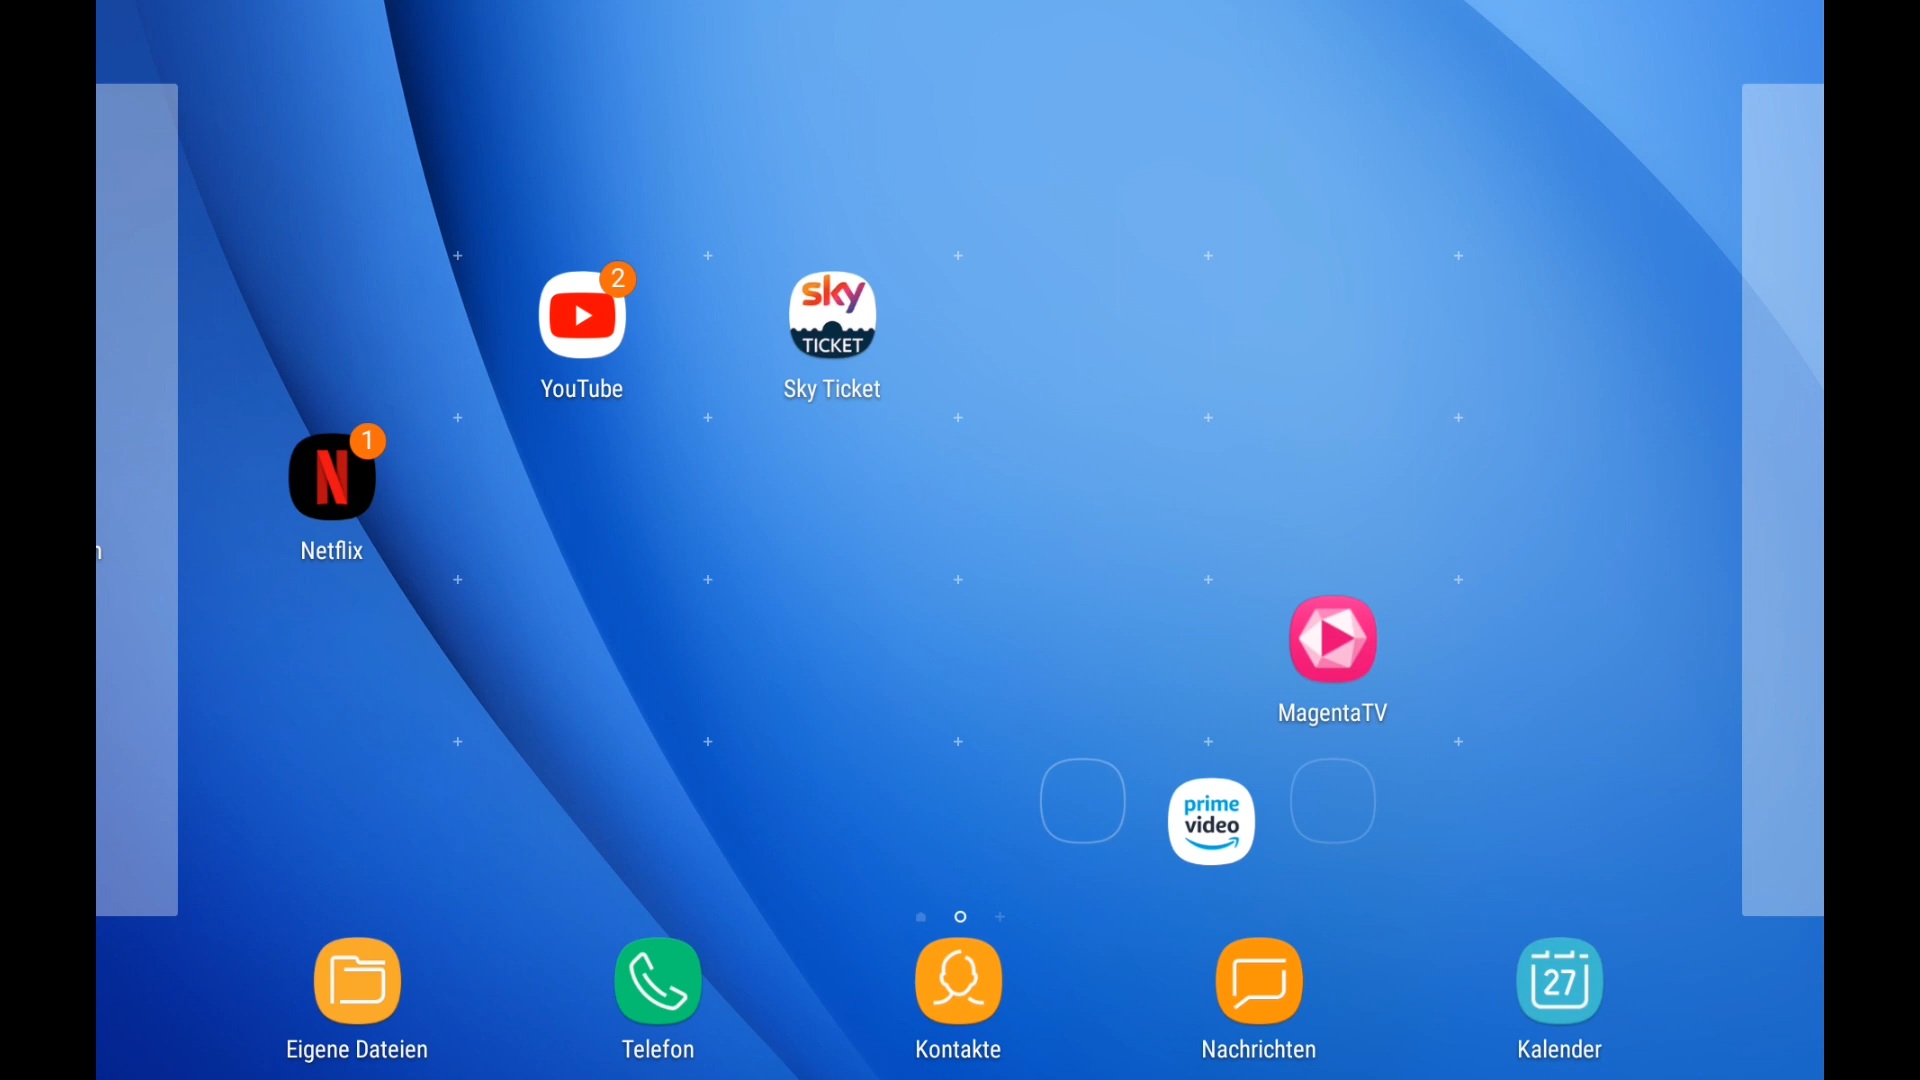 2
sky
TICKET
YouTube
Sky Ticket
1
N
Netflix
n
MagentaTV
prime
video
27
Eigene Dateien
Telefon
Kontakte
Nachrichten
Kalender